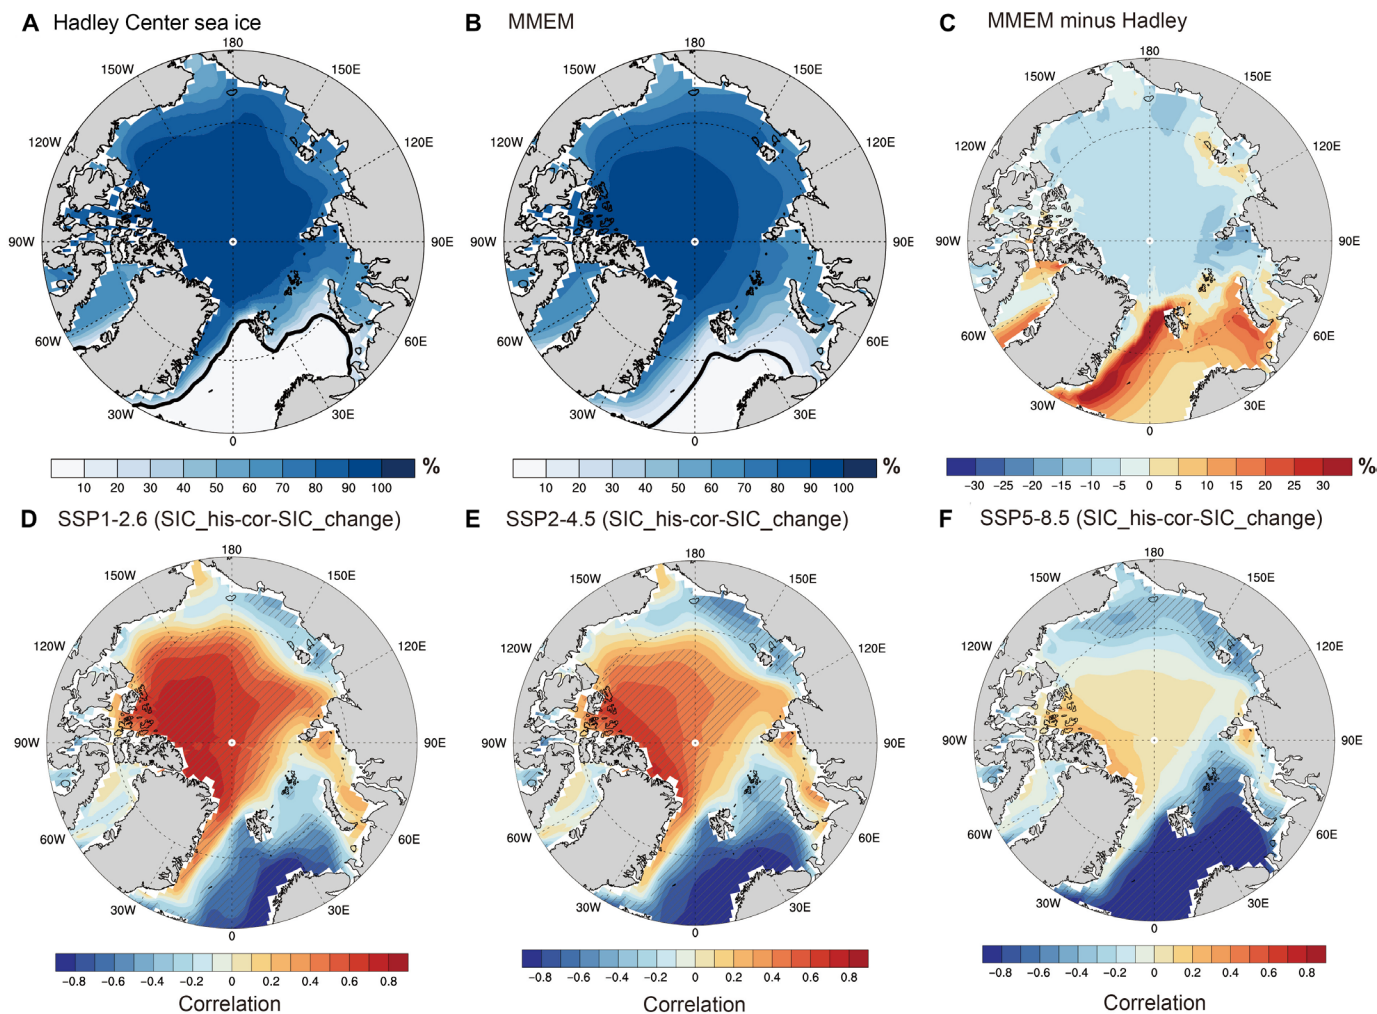 A Hadley Center sea ice
B MMEM
C MMEM minus Hadley
180
150W 150E
120W 120E
90W 90E
60W 60E
30W 30E
0
180
150W 150E
120W 120E
90W 90E
60W 60E
30W 30E
0
180
150W 150E
120W 120E
90W 90E
60W 60E
30W 30E
0
10 20 30 40 50 60 70 80 90 100 %
10 20 30 40 50 60 70 80 90 100 %
−30 −25 −20 −15 −10 −5 0 5 10 15 20 25 30 %
D SSP1-2.6 (SIC_his-cor-SIC_change)
E SSP2-4.5 (SIC_his-cor-SIC_change)
F SSP5-8.5 (SIC_his-cor-SIC_change)
180
150W 150E
120W 120E
90W 90E
60W 60E
30W 30E
0
180
150W 150E
120W 120E
90W 90E
60W 60E
30W 30E
0
180
150W 150E
120W 120E
90W 90E
60W 60E
30W 30E
0
−0.8 −0.6 −0.4 −0.2 0 0.2 0.4 0.6 0.8
Correlation
−0.8 −0.6 −0.4 −0.2 0 0.2 0.4 0.6 0.8
Correlation
−0.8 −0.6 −0.4 −0.2 0 0.2 0.4 0.6 0.8
Correlation